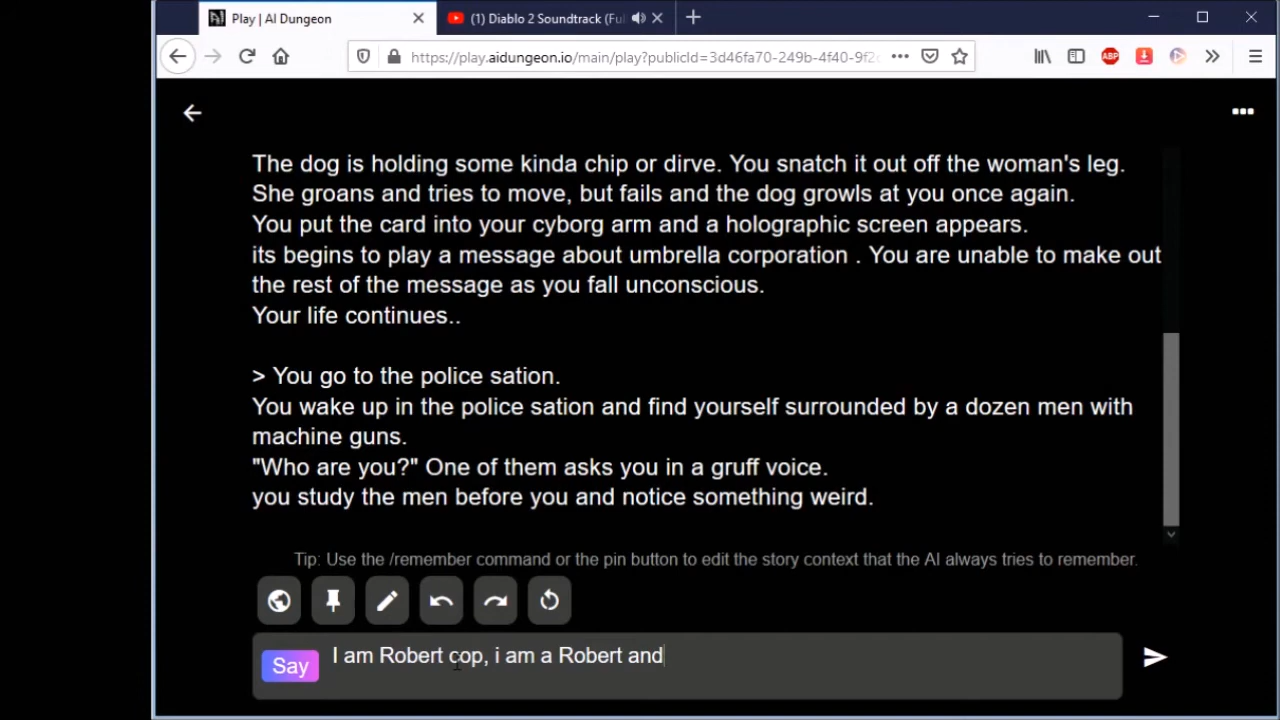 Play | AI Dungeon
(1) Diablo 2 Soundtrack (Ful
https://play.aidungeon.io/main/play?publicId=3d46fa70-249b-4f40-9f2c
ABP
The dog is holding some kinda chip or dirve. You snatch it out off the woman's leg.
She groans and tries to move, but fails and the dog growls at you once again.
You put the card into your cyborg arm and a holographic screen appears.
its begins to play a message about umbrella corporation . You are unable to make out
the rest of the message as you fall unconscious.
Your life continues..
> You go to the police sation.
You wake up in the police sation and find yourself surrounded by a dozen men with
machine guns.
"Who are you?" One of them asks you in a gruff voice.
you study the men before you and notice something weird.
Tip: Use the /remember command or the pin button to edit the story context that the AI always tries to remember.
Say I am Robert cop, i am a Robert and